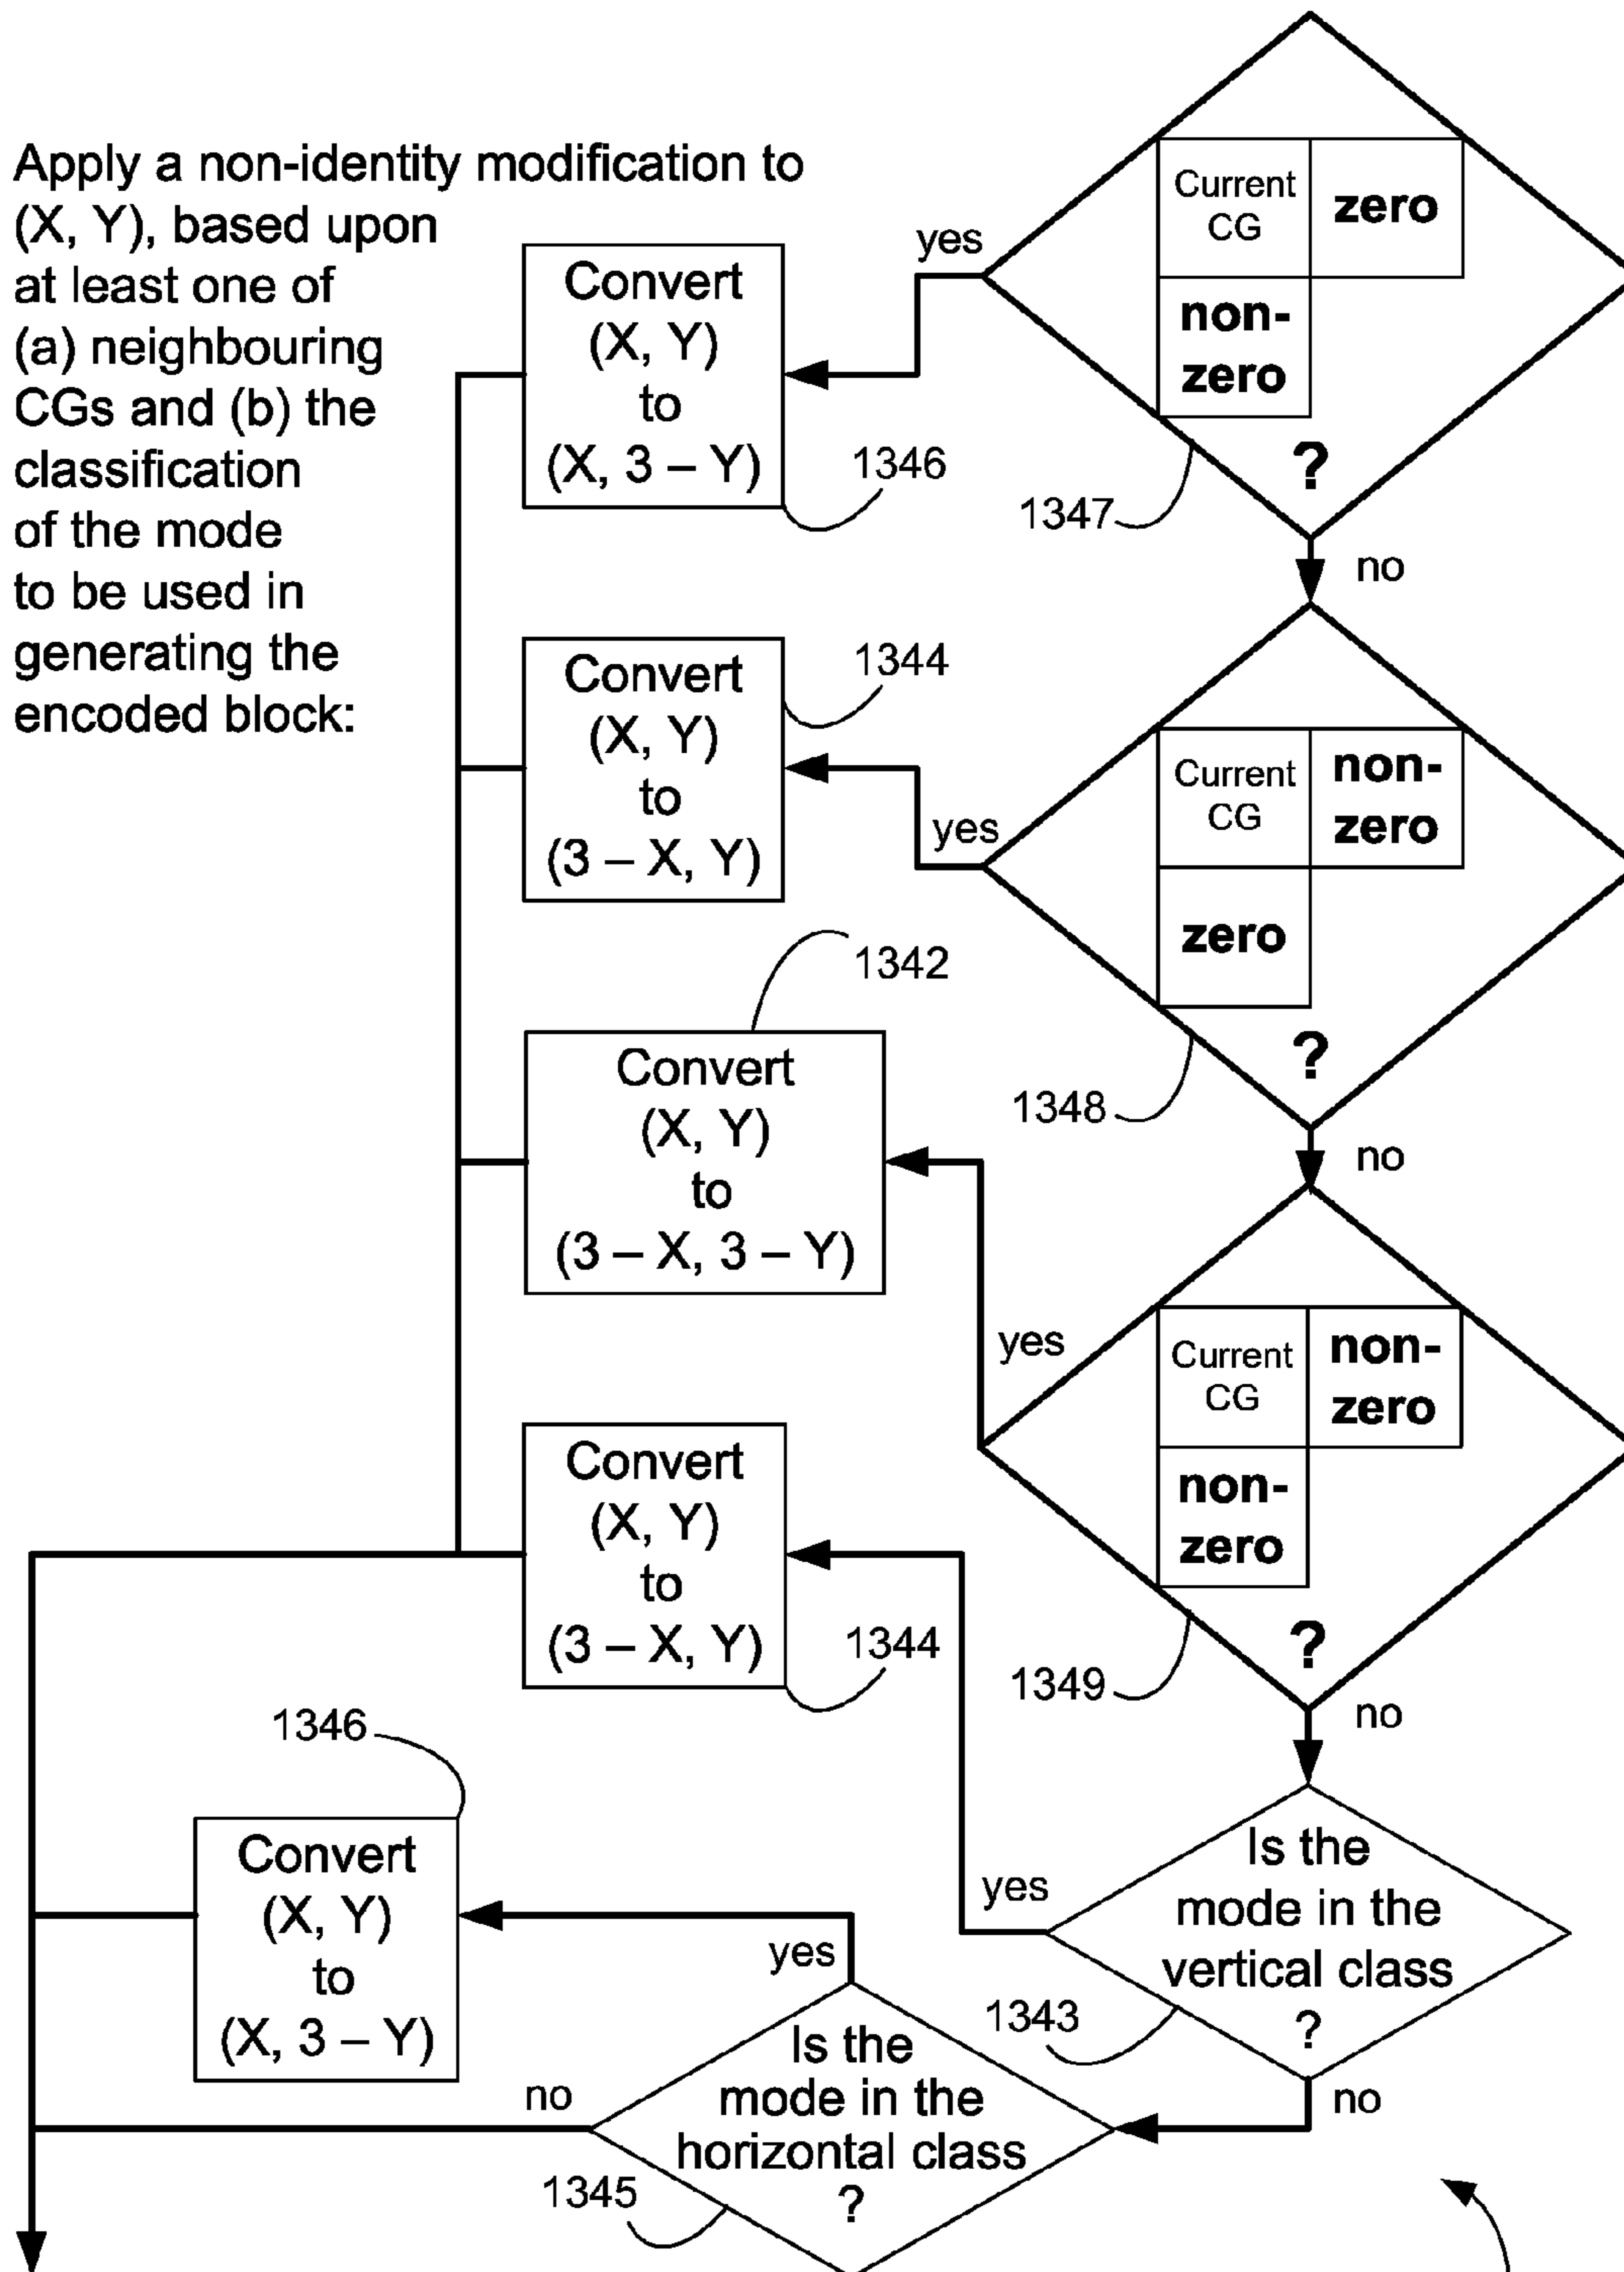 Apply a non-identity modification to
(X, Y), based upon
at least one of
(a) neighbouring
CGs and (b) the
classification
of the mode
to be used in
generating the
encoded block:
Current
CG
zero
non-
zero
?
1347
yes
no
Convert
(X, Y)
to
(X, 3 – Y)
1346
Current
CG
non-
zero
zero
?
1348
yes
no
Convert
(X, Y)
to
(3 – X, Y)
1344
Current
CG
non-
zero
non-
zero
?
1349
yes
no
Convert
(X, Y)
to
(3 – X, 3 – Y)
1342
Is the
mode in the
vertical class
?
1343
yes
no
Convert
(X, Y)
to
(3 – X, Y)
1344
Is the
mode in the
horizontal class
?
1345
yes
no
Convert
(X, Y)
to
(X, 3 – Y)
1346